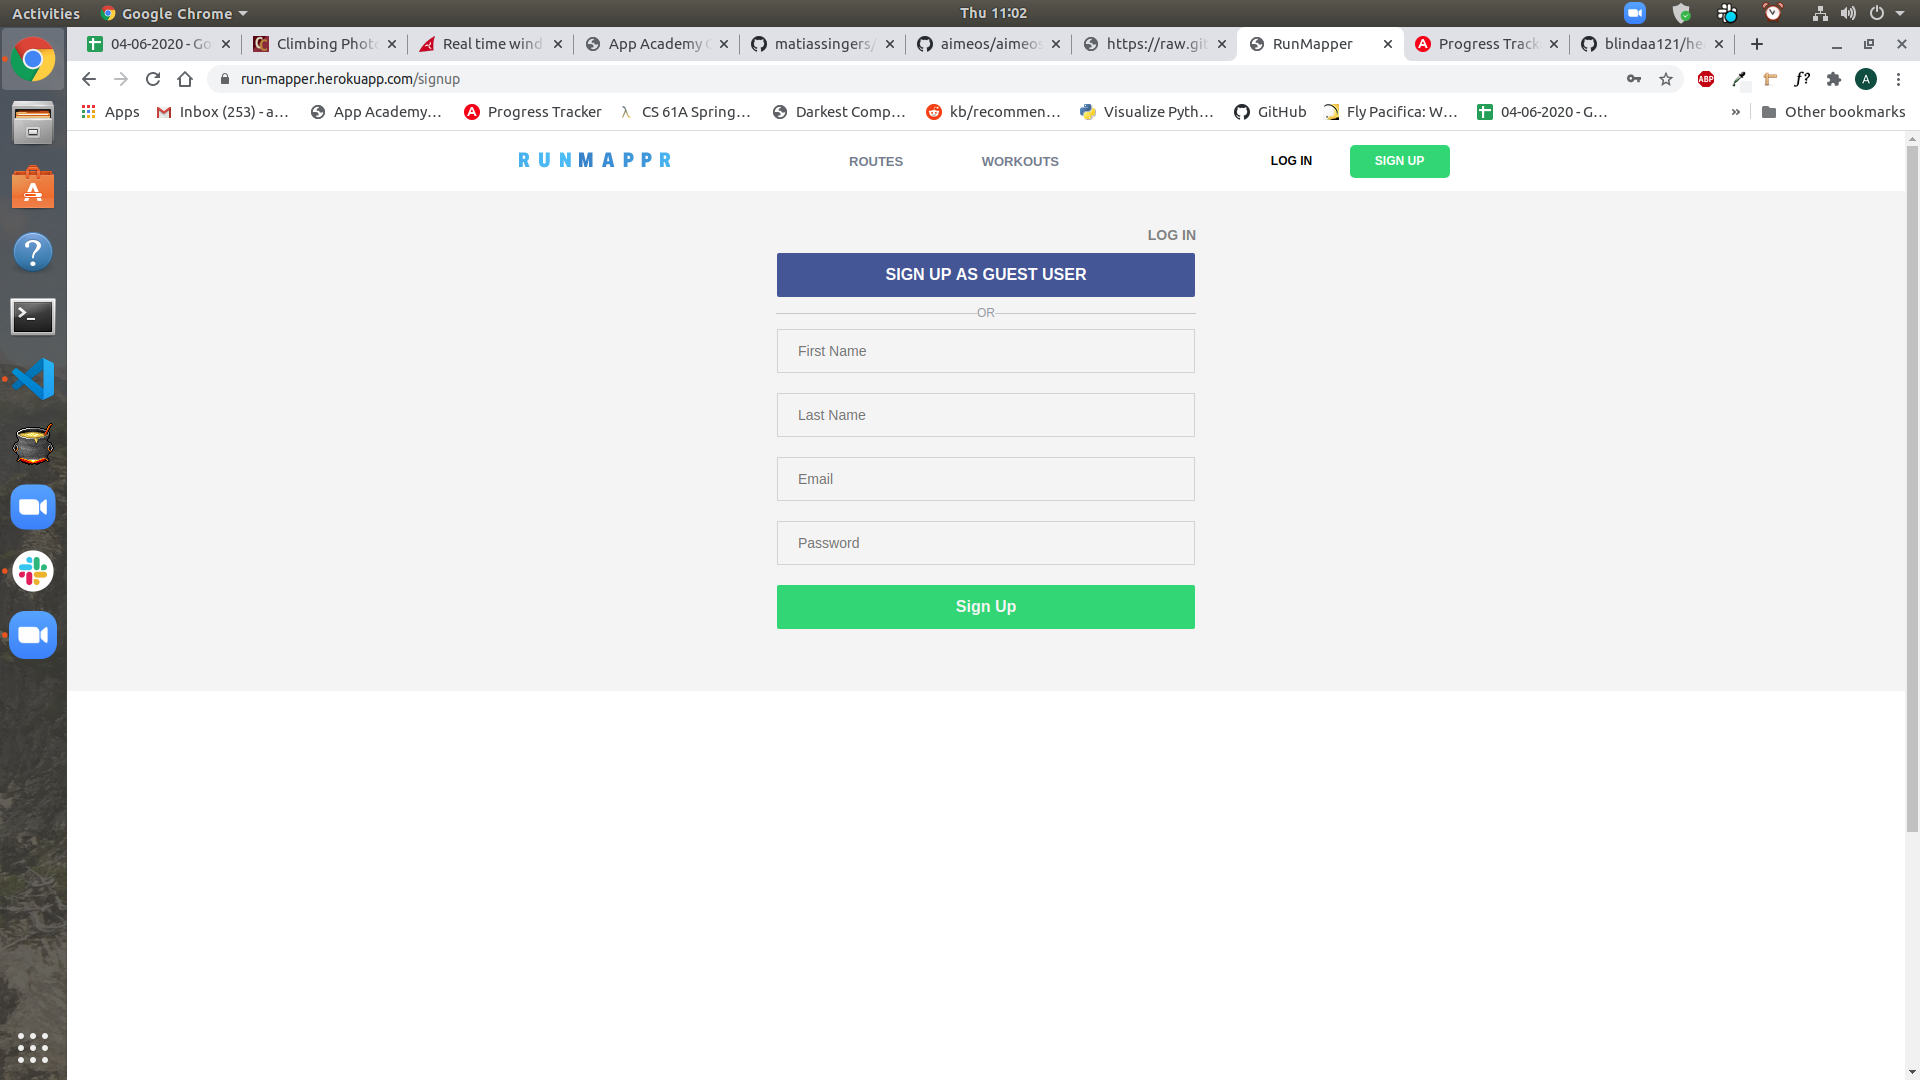 Activities Google Chrome Thu 11:02
04-06-2020 - Go Climbing Phot Real time wind App Academy matiassingers/ aimeos/aimeos https://raw.git RunMapper Progress Track blindaa121/he
run-mapper.herokuapp.com/signup ABP f? A
Apps Inbox (253) - a... App Academy... Progress Tracker CS 61A Spring... Darkest Comp... kb/recommen... Visualize Pyth... GitHub Fly Pacifica: W... 04-06-2020 - G... » Other bookmarks
RUNMAPPR ROUTES WORKOUTS LOG IN SIGN UP
LOG IN
SIGN UP AS GUEST USER
OR
First Name
Last Name
Email
Password
Sign Up